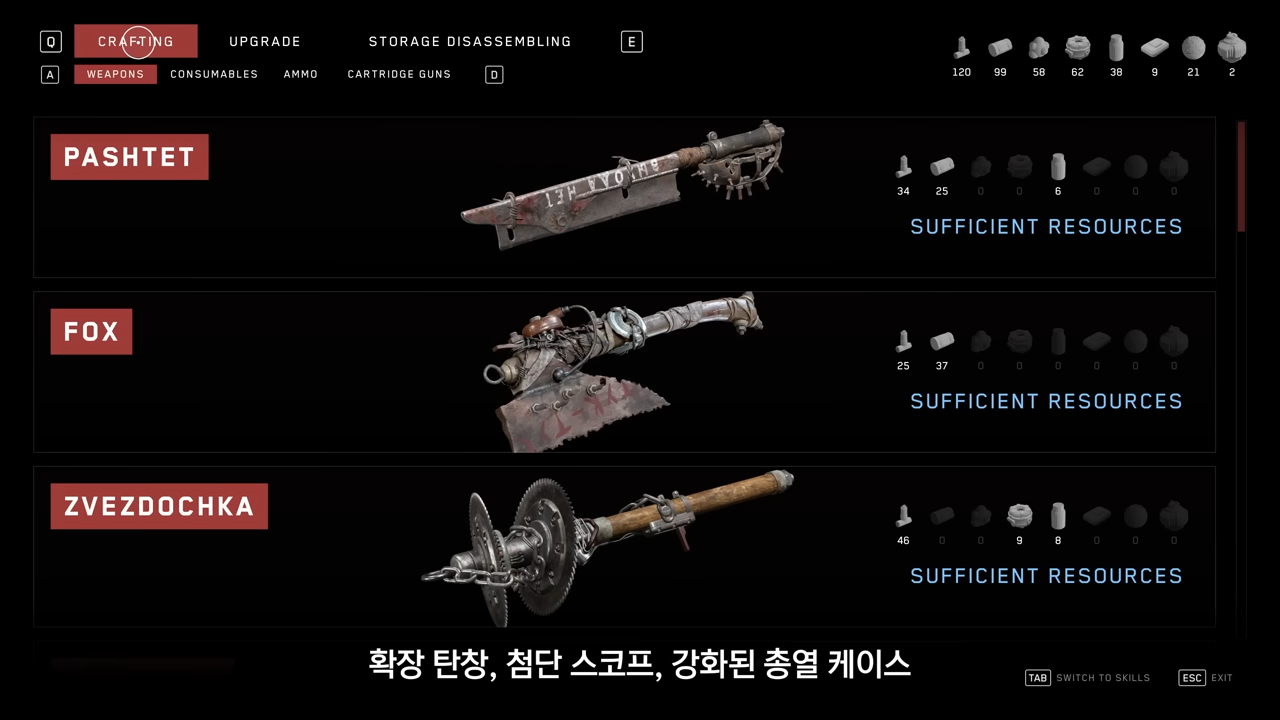 Q CRAFTING UPGRADE STORAGE DISASSEMBLING E
A WEAPONS CONSUMABLES AMMO CARTRIDGE GUNS D
120 99 58 62 38 9 21 2
PASHTET
34 25 0 0 6 0 0 0
SUFFICIENT RESOURCES
FOX
25 37 0 0 0 0 0 0
SUFFICIENT RESOURCES
ZVEZDOCHKA
46 0 0 9 8 0 0 0
SUFFICIENT RESOURCES
확장 탄창, 첨단 스코프, 강화된 총열 케이스
TAB SWITCH TO SKILLS ESC EXIT